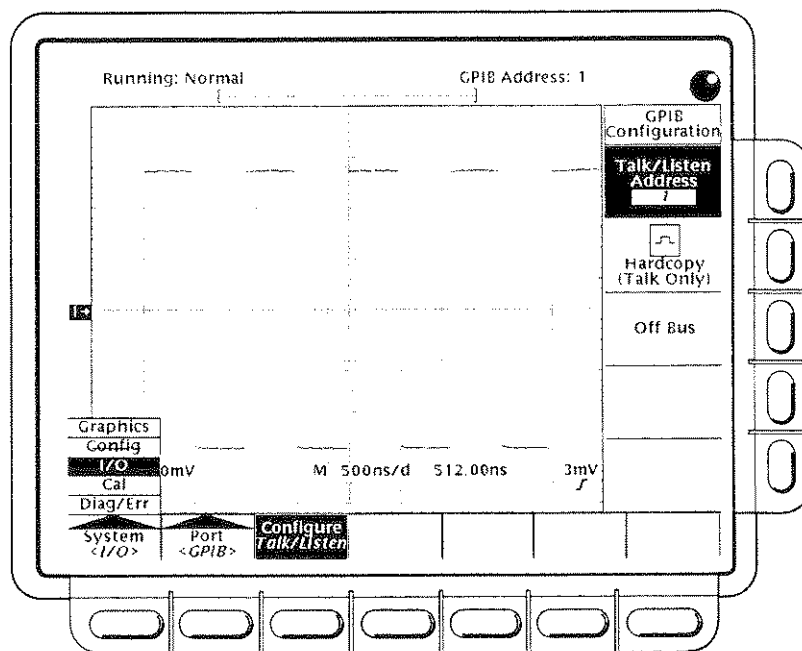 Running: Normal
GPIB Address: 1
GPIB
Configuration
Talk/Listen
Address
1
Hardcopy
(Talk Only)
Off Bus
Graphics
Config
I/O
Cal
Diag/Err
0mV
M 500ns/d 512.00ns 3mV
System
<I/O>
Port
<GPIB>
Configure
Talk/Listen